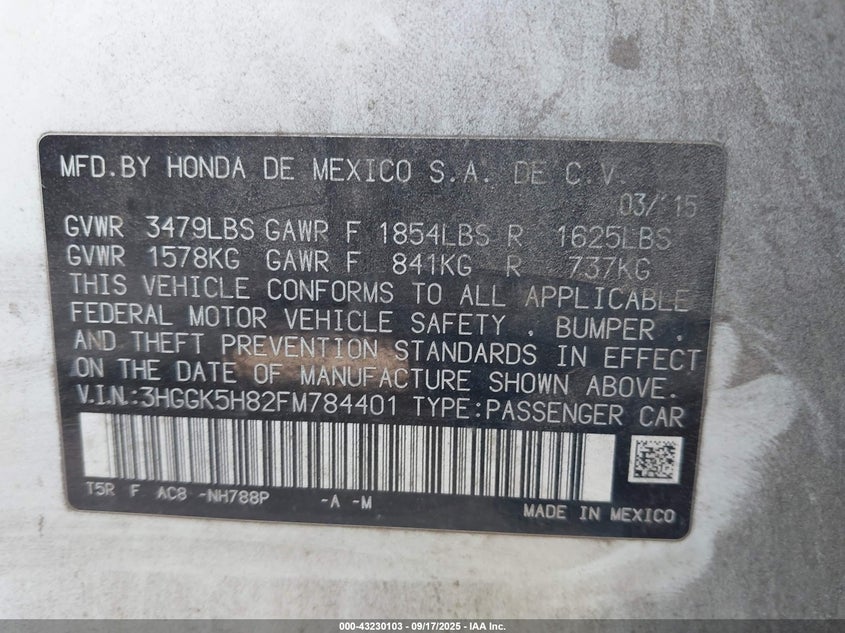 MFD.BY HONDA DE MEXICO S.A. DE C.V.
03/15
GVWR 3479LBS GAWR F 1854LBS R 1625LBS
GVWR 1578KG GAWR F 841KG R 737KG
THIS VEHICLE CONFORMS TO ALL APPLICABLE
FEDERAL MOTOR VEHICLE SAFETY , BUMPER ,
AND THEFT PREVENTION STANDARDS IN EFFECT
ON THE DATE OF MANUFACTURE SHOWN ABOVE.
V.I.N.:3HGGK5H82FM784401 TYPE:PASSENGER CAR
T5R F AC8 -NH788P -A -M
MADE IN MEXICO
000-43230103 - 09/17/2025 - IAA Inc.